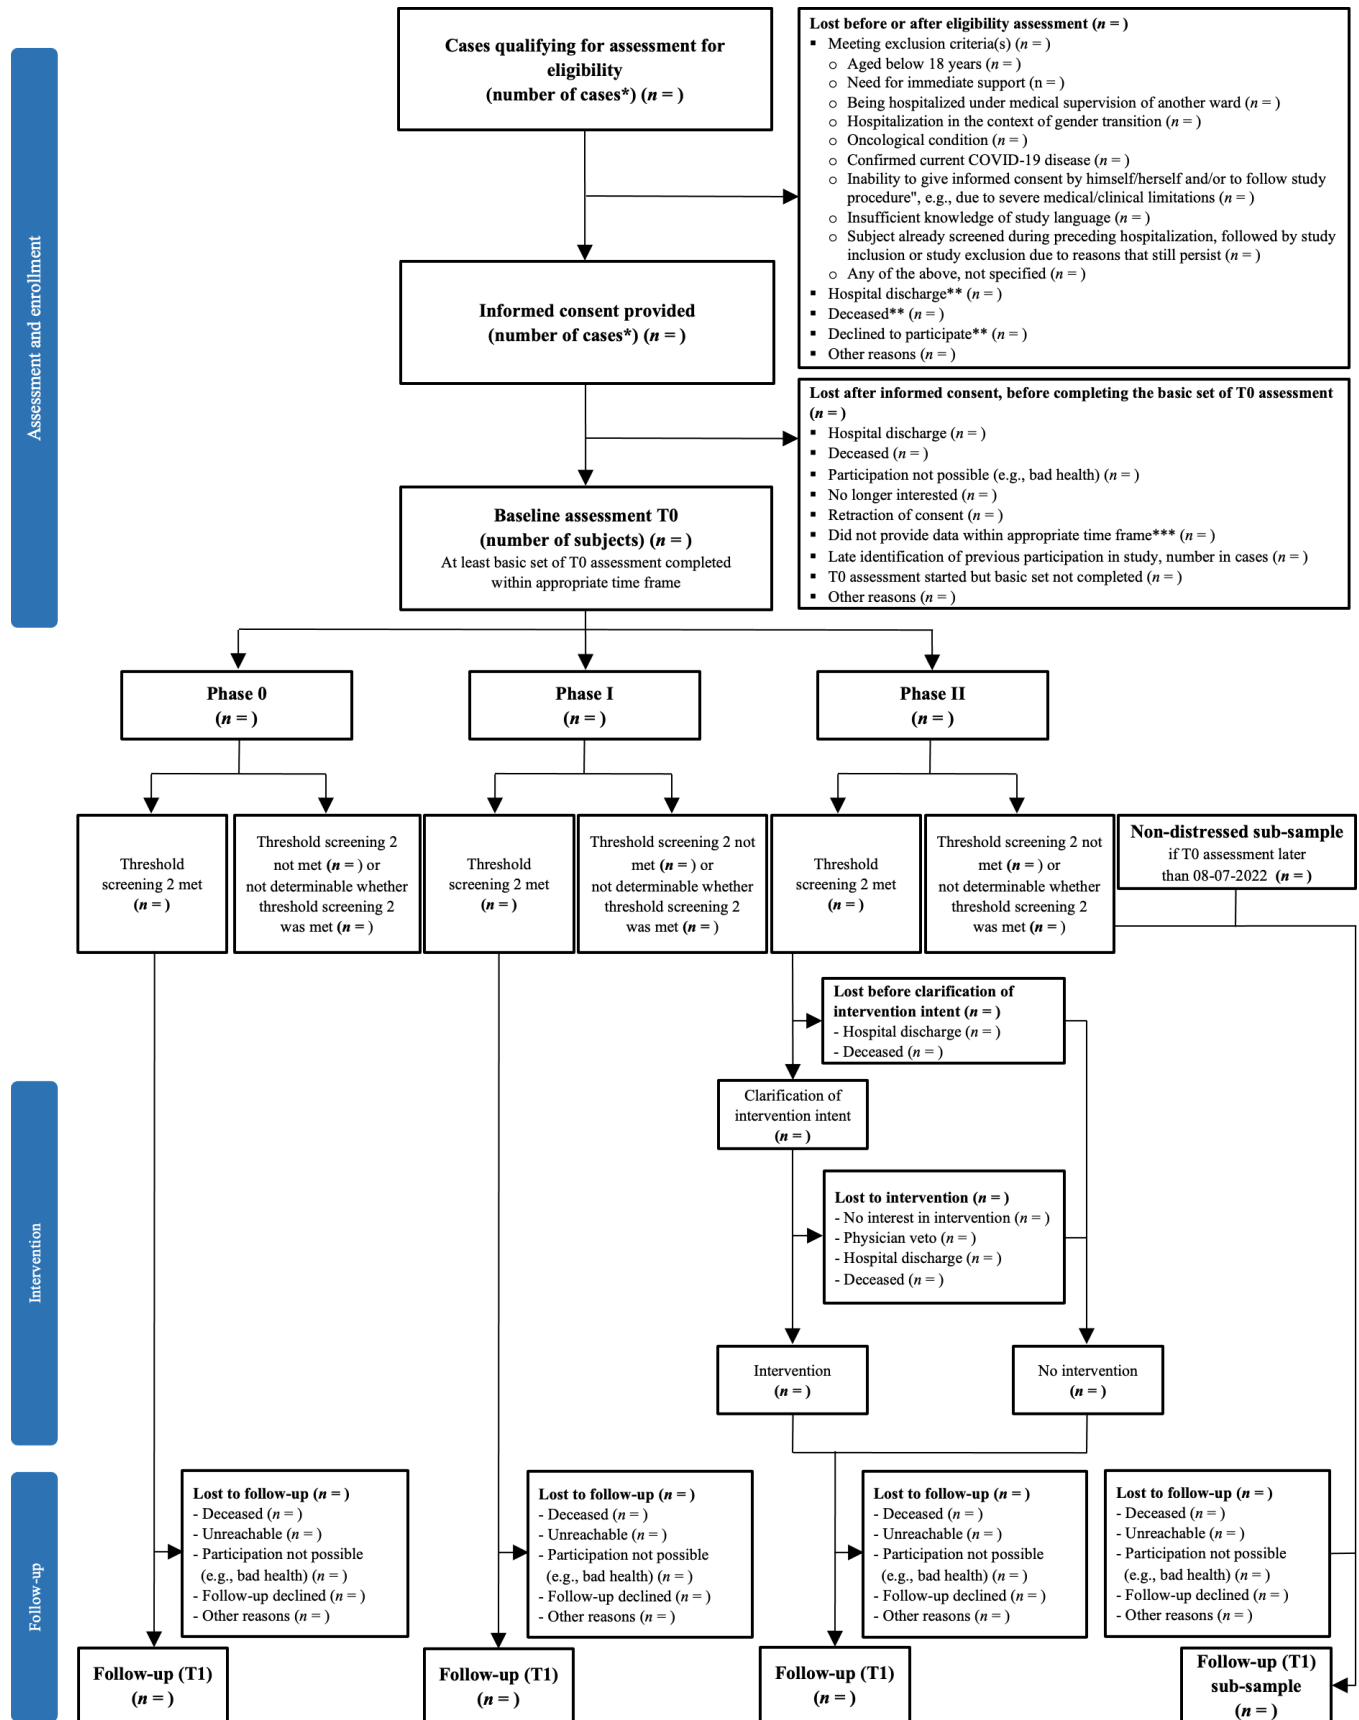 Assessment and enrollment
Cases qualifying for assessment for
eligibility
(number of cases*) (n = )
Lost before or after eligibility assessment (n = )
▪ Meeting exclusion criteria(s) (n = )
o Aged below 18 years (n = )
o Need for immediate support (n = )
o Being hospitalized under medical supervision of another ward (n = )
o Hospitalization in the context of gender transition (n = )
o Oncological condition (n = )
o Confirmed current COVID-19 disease (n = )
o Inability to give informed consent by himself/herself and/or to follow study
procedure", e.g., due to severe medical/clinical limitations (n = )
o Insufficient knowledge of study language (n = )
o Subject already screened during preceding hospitalization, followed by study
inclusion or study exclusion due to reasons that still persist (n = )
o Any of the above, not specified (n = )
▪ Hospital discharge** (n = )
▪ Deceased** (n = )
▪ Declined to participate** (n = )
▪ Other reasons (n = )
Informed consent provided
(number of cases*) (n = )
Lost after informed consent, before completing the basic set of T0 assessment
(n = )
▪ Hospital discharge (n = )
▪ Deceased (n = )
▪ Participation not possible (e.g., bad health) (n = )
▪ No longer interested (n = )
▪ Retraction of consent (n = )
▪ Did not provide data within appropriate time frame*** (n = )
▪ Late identification of previous participation in study, number in cases (n = )
▪ T0 assessment started but basic set not completed (n = )
▪ Other reasons (n = )
Baseline assessment T0
(number of subjects) (n = )
At least basic set of T0 assessment completed
within appropriate time frame
Phase 0
(n = )
Phase I
(n = )
Phase II
(n = )
Threshold
screening 2 met
(n = )
Threshold screening 2
not met (n = ) or
not determinable whether
threshold screening 2
was met (n = )
Threshold
screening 2 met
(n = )
Threshold screening 2 not
met (n = ) or
not determinable whether
threshold screening 2
was met (n = )
Threshold
screening 2 met
(n = )
Threshold screening 2 not
met (n = ) or
not determinable whether
threshold screening 2
was met (n = )
Non-distressed sub-sample
if T0 assessment later
than 08-07-2022 (n = )
Intervention
Lost before clarification of
intervention intent (n = )
- Hospital discharge (n = )
- Deceased (n = )
Clarification of
intervention intent
(n = )
Lost to intervention (n = )
- No interest in intervention (n = )
- Physician veto (n = )
- Hospital discharge (n = )
- Deceased (n = )
Intervention
(n = )
No intervention
(n = )
Follow-up
Lost to follow-up (n = )
- Deceased (n = )
- Unreachable (n = )
- Participation not possible
(e.g., bad health) (n = )
- Follow-up declined (n = )
- Other reasons (n = )
Lost to follow-up (n = )
- Deceased (n = )
- Unreachable (n = )
- Participation not possible
(e.g., bad health) (n = )
- Follow-up declined (n = )
- Other reasons (n = )
Lost to follow-up (n = )
- Deceased (n = )
- Unreachable (n = )
- Participation not possible
(e.g., bad health) (n = )
- Follow-up declined (n = )
- Other reasons (n = )
Lost to follow-up (n = )
- Deceased (n = )
- Unreachable (n = )
- Participation not possible
(e.g., bad health) (n = )
- Follow-up declined (n = )
- Other reasons (n = )
Follow-up (T1)
(n = )
Follow-up (T1)
(n = )
Follow-up (T1)
(n = )
Follow-up (T1)
sub-sample
(n = )